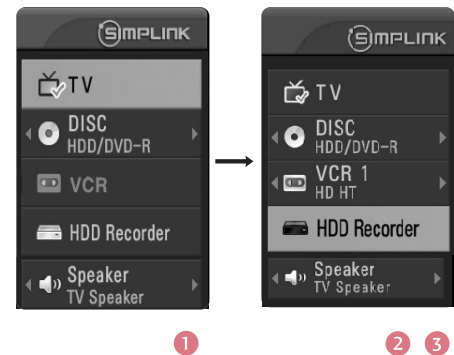 SIMPLINK
TV
DISC
HDD/DVD-R
VCR
HDD Recorder
Speaker
TV Speaker
1
SIMPLINK
TV
DISC
HDD/DVD-R
VCR 1
HD HT
HDD Recorder
Speaker
TV Speaker
2 3